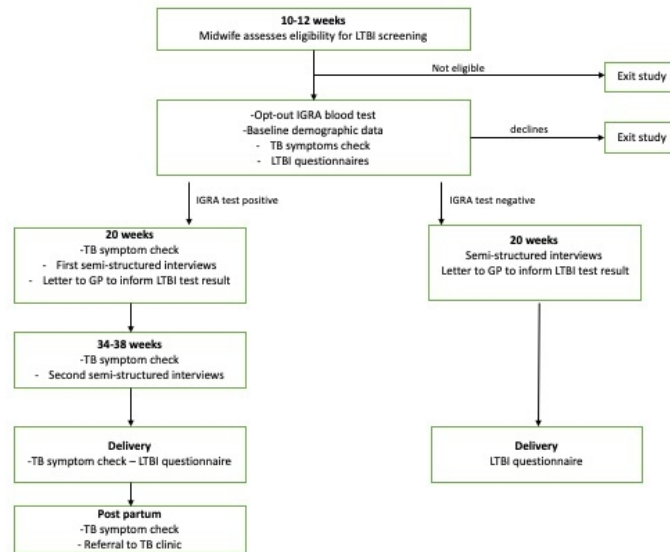 10-12 weeks
Midwife assesses eligibility for LTBI screening
Not eligible
Exit study
-Opt-out IGRA blood test
-Baseline demographic data
- TB symptoms check
- LTBI questionnaires
declines
Exit study
IGRA test positive
IGRA test negative
20 weeks
-TB symptom check
- First semi-structured interviews
- Letter to GP to inform LTBI test result
20 weeks
Semi-structured interviews
Letter to GP to inform LTBI test result
34-38 weeks
-TB symptom check
- Second semi-structured interviews
Delivery
-TB symptom check – LTBI questionnaire
Delivery
LTBI questionnaire
Post partum
-TB symptom check
- Referral to TB clinic